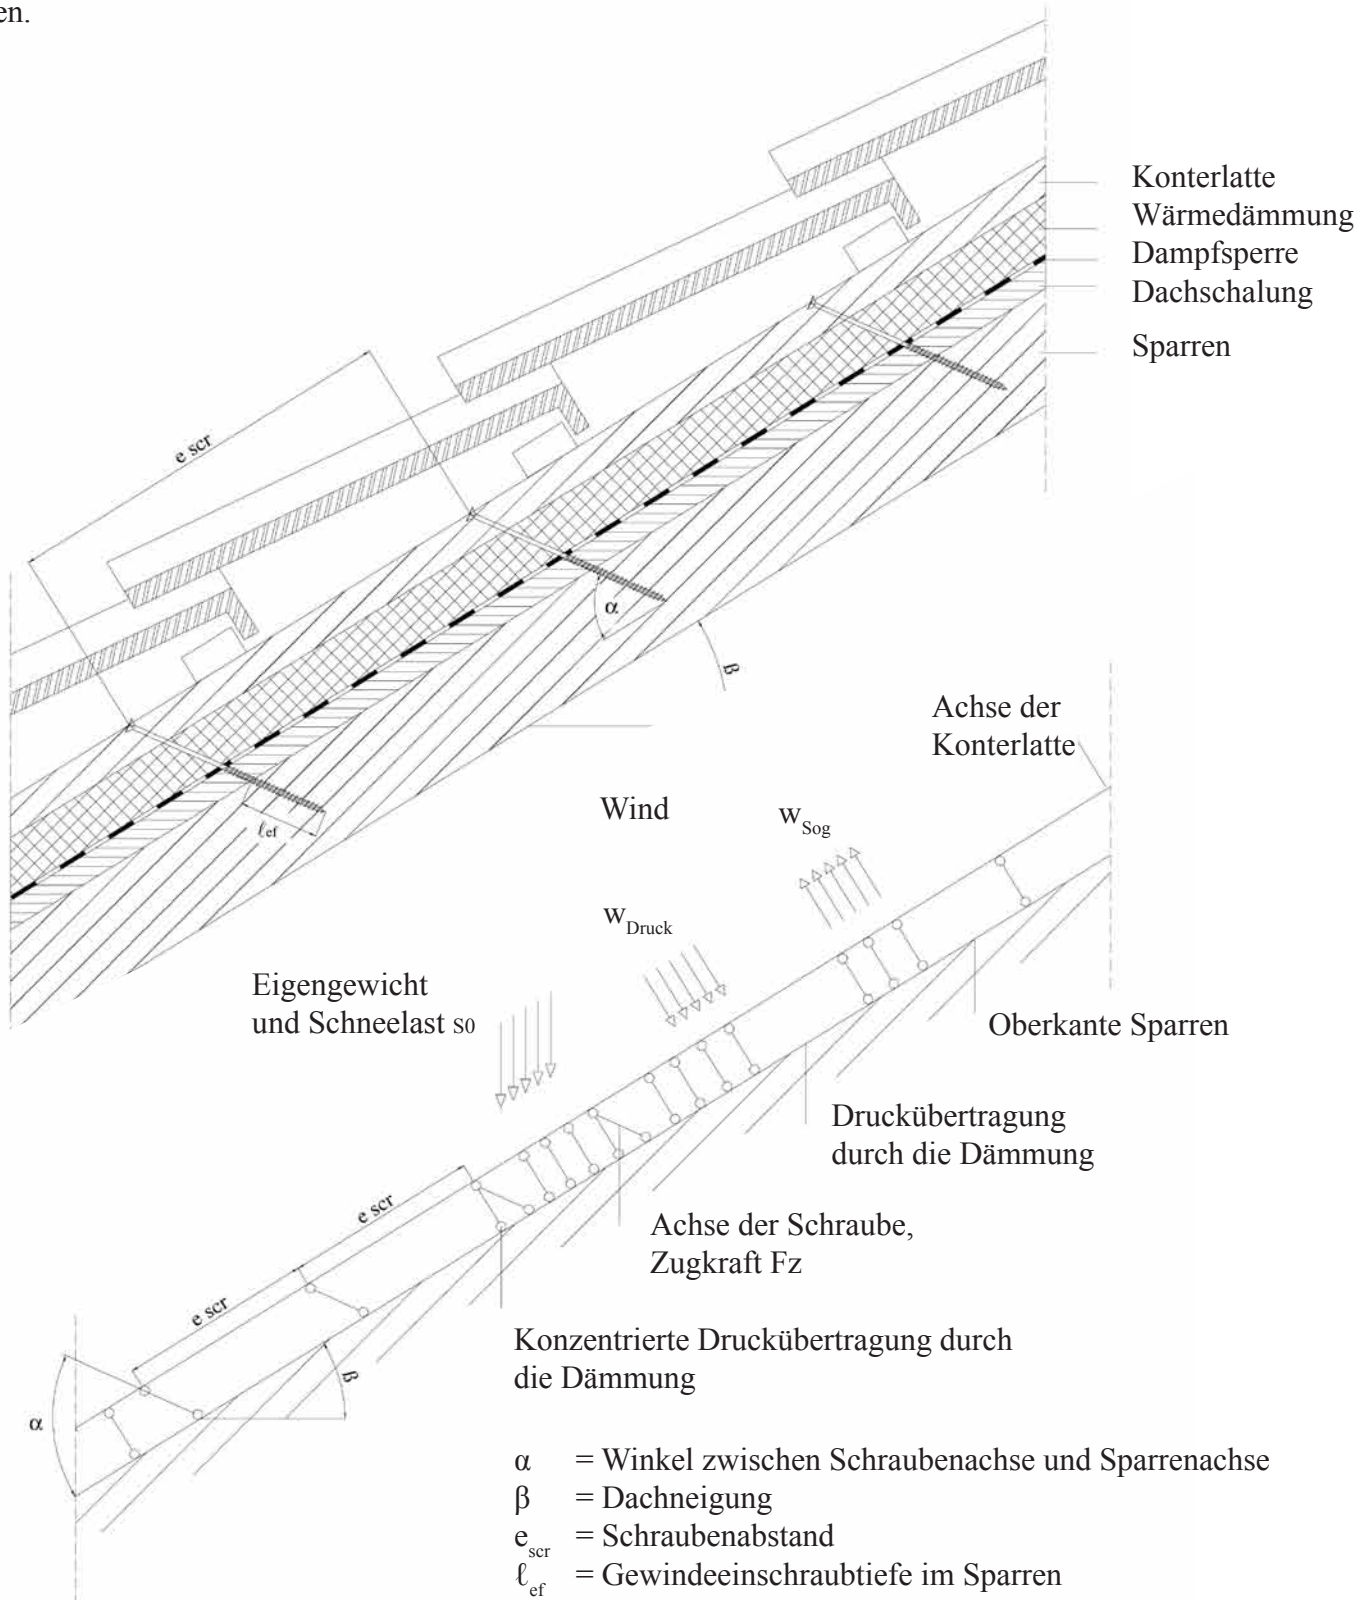 en.
Konterlatte
Wärmedämmung
Dampfsperre
Dachschalung
Sparren
e scr
α
β
ℓef
Achse der
Konterlatte
Wind
wSog
wDruck
Eigengewicht
und Schneelast s0
Oberkante Sparren
Druckübertragung
durch die Dämmung
e scr
Achse der Schraube,
Zugkraft Fz
e scr
Konzentrierte Druckübertragung durch
die Dämmung
β
α
α = Winkel zwischen Schraubenachse und Sparrenachse
β = Dachneigung
escr = Schraubenabstand
ℓef = Gewindeeinschraubtiefe im Sparren